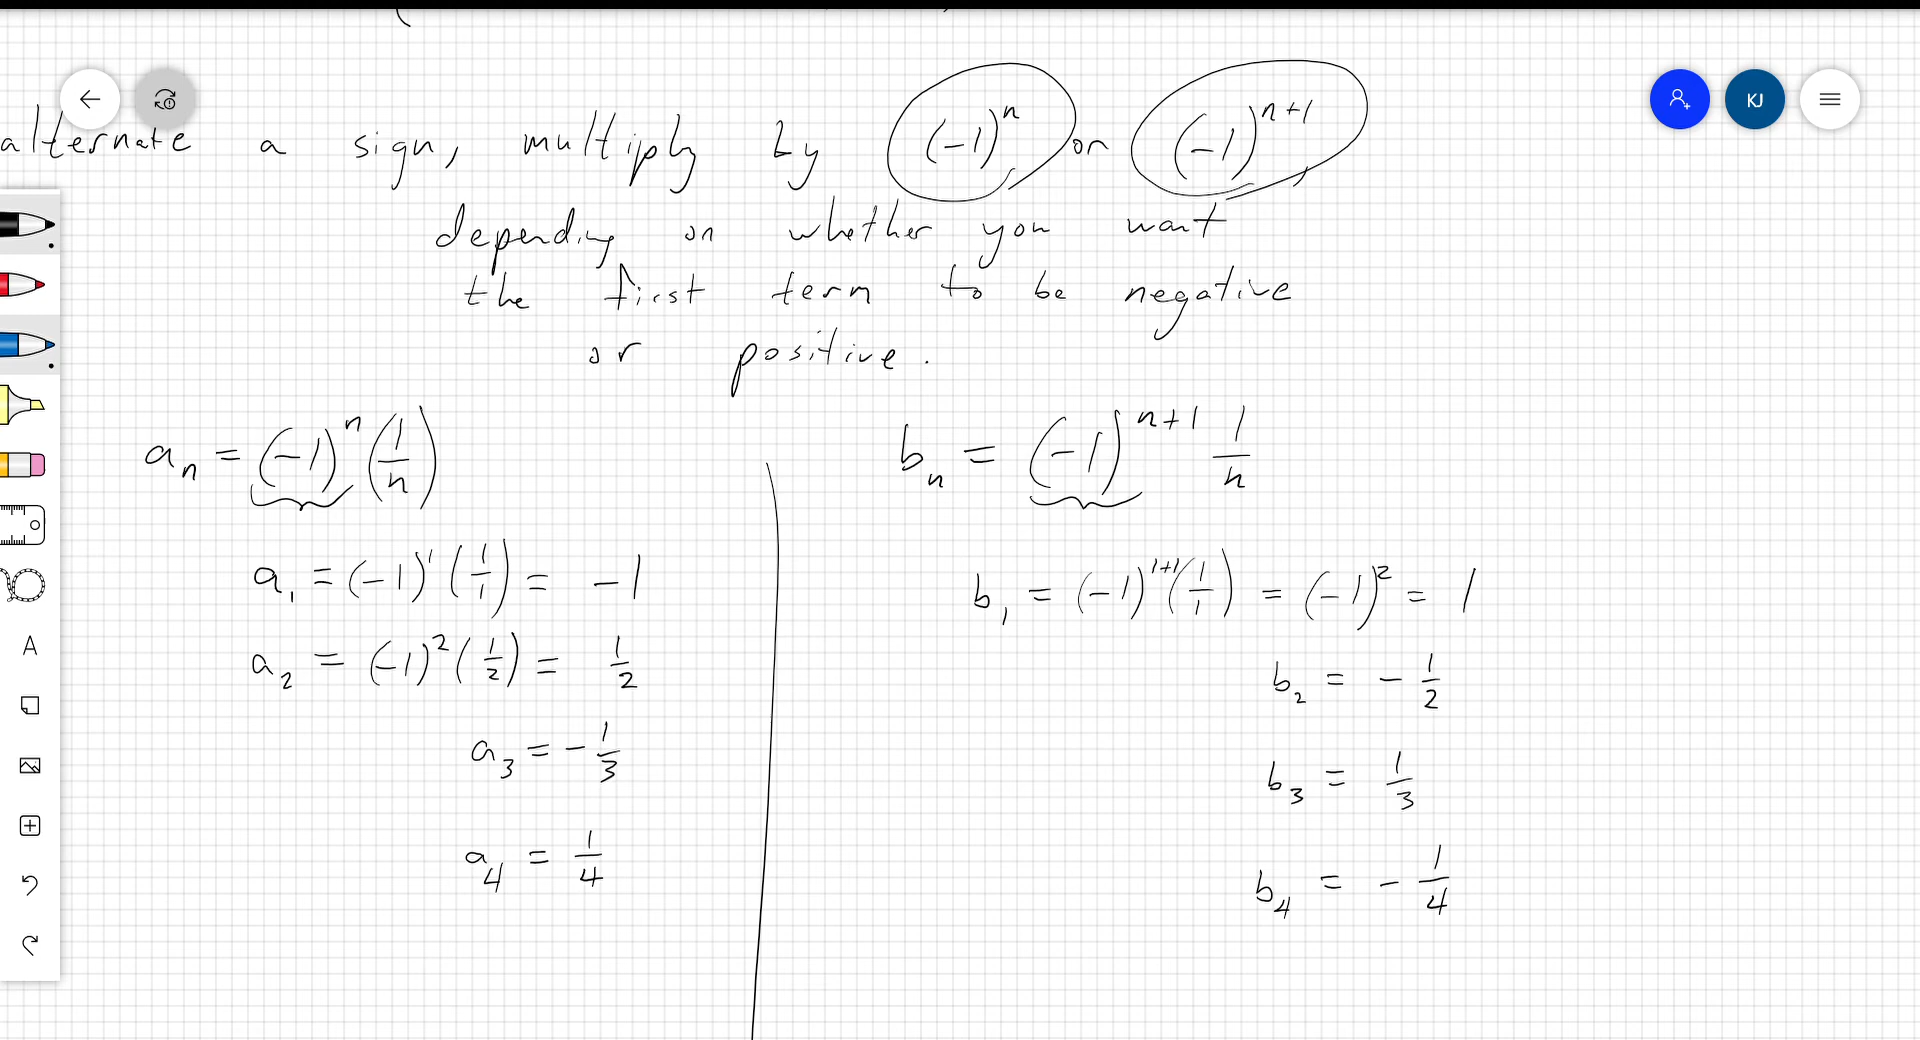 alternate a sign, multiply by (-1)^n, or (-1)^{n+1},
depending on whether you want
the first term to be negative
or positive.
a_n = (-1)^n (1/n)
a_1 = (-1)^1 (1/1) = -1
a_2 = (-1)^2 (1/2) = 1/2
a_3 = -1/3
a_4 = 1/4
b_n = (-1)^{n+1} 1/n
b_1 = (-1)^{1+1} (1/1) = (-1)^2 = 1
b_2 = -1/2
b_3 = 1/3
b_4 = -1/4
KJ
A